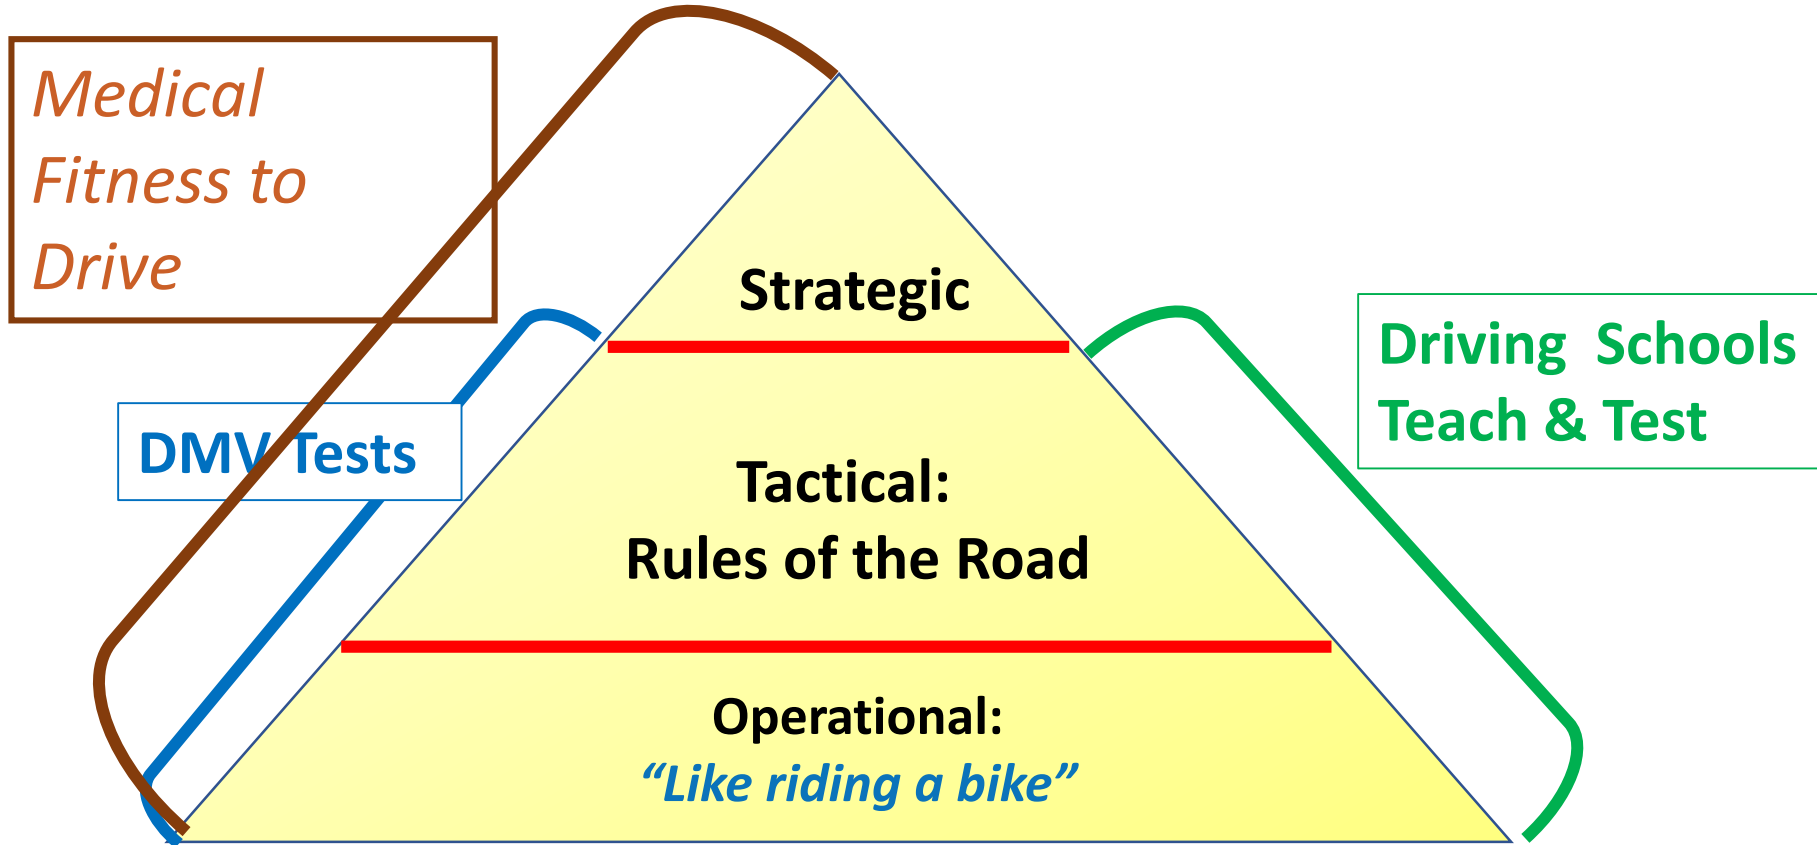 Medical
Fitness to
Drive
Strategic
Driving  Schools
Teach & Test
DMV Tests
Tactical:
Rules of the Road
Operational:
“Like riding a bike”